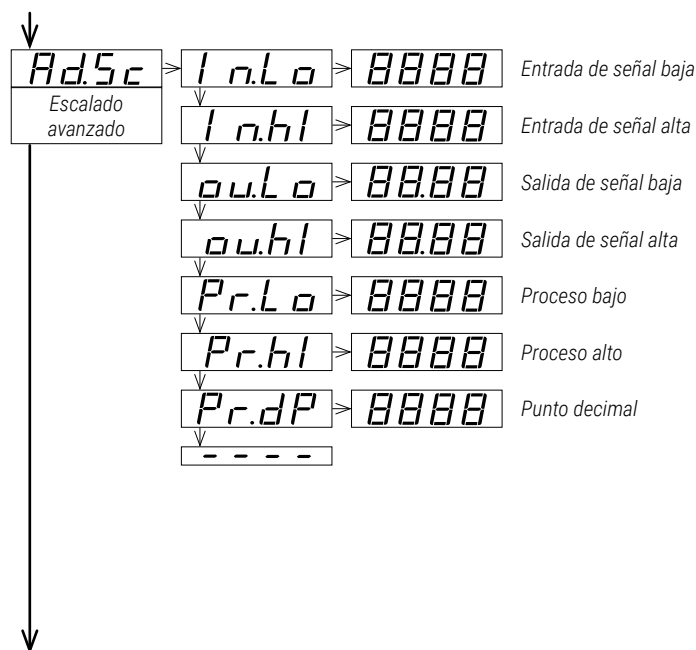 Ad.Sc In.Lo 8888 Entrada de señal baja
Escalado
avanzado
In.hI 8888 Entrada de señal alta
ou.Lo 88.88 Salida de señal baja
ou.hI 88.88 Salida de señal alta
Pr.Lo 8888 Proceso bajo
Pr.hI 8888 Proceso alto
Pr.dP 8888 Punto decimal
- - - -